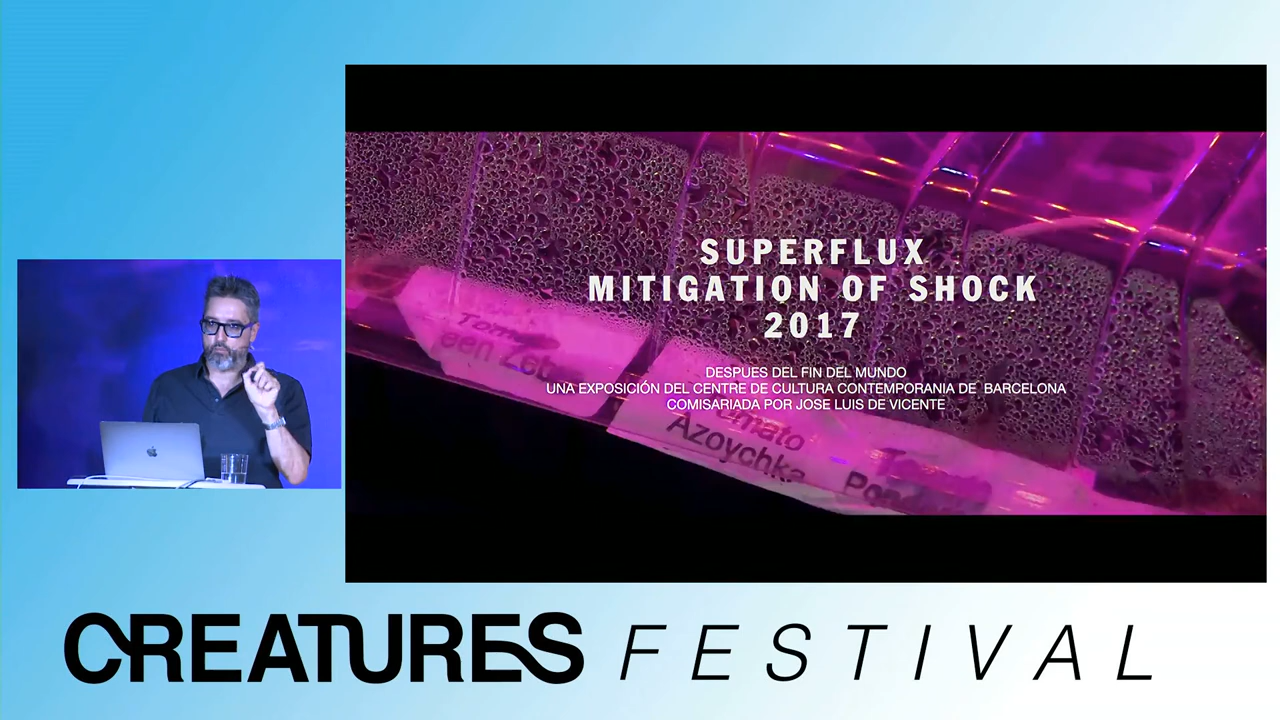 SUPERFLUX
MITIGATION OF SHOCK
2017
DESPUES DEL FIN DEL MUNDO
UNA EXPOSICIÓN DEL CENTRE DE CULTURA CONTEMPORANIA DE BARCELONA
COMISARIADA POR JOSE LUIS DE VICENTE
Azoychka
CREATURES FESTIVAL